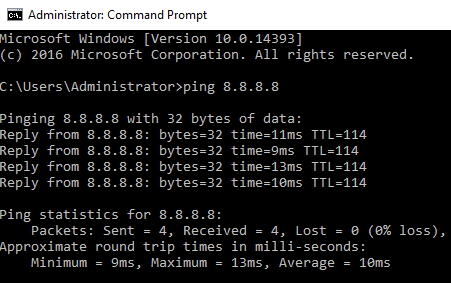 Administrator: Command Prompt
Microsoft Windows [Version 10.0.14393]
(c) 2016 Microsoft Corporation. All rights reserved.
C:\Users\Administrator>ping 8.8.8.8
Pinging 8.8.8.8 with 32 bytes of data:
Reply from 8.8.8.8: bytes=32 time=11ms TTL=114
Reply from 8.8.8.8: bytes=32 time=9ms TTL=114
Reply from 8.8.8.8: bytes=32 time=13ms TTL=114
Reply from 8.8.8.8: bytes=32 time=10ms TTL=114
Ping statistics for 8.8.8.8:
    Packets: Sent = 4, Received = 4, Lost = 0 (0% loss),
Approximate round trip times in milli-seconds:
    Minimum = 9ms, Maximum = 13ms, Average = 10ms